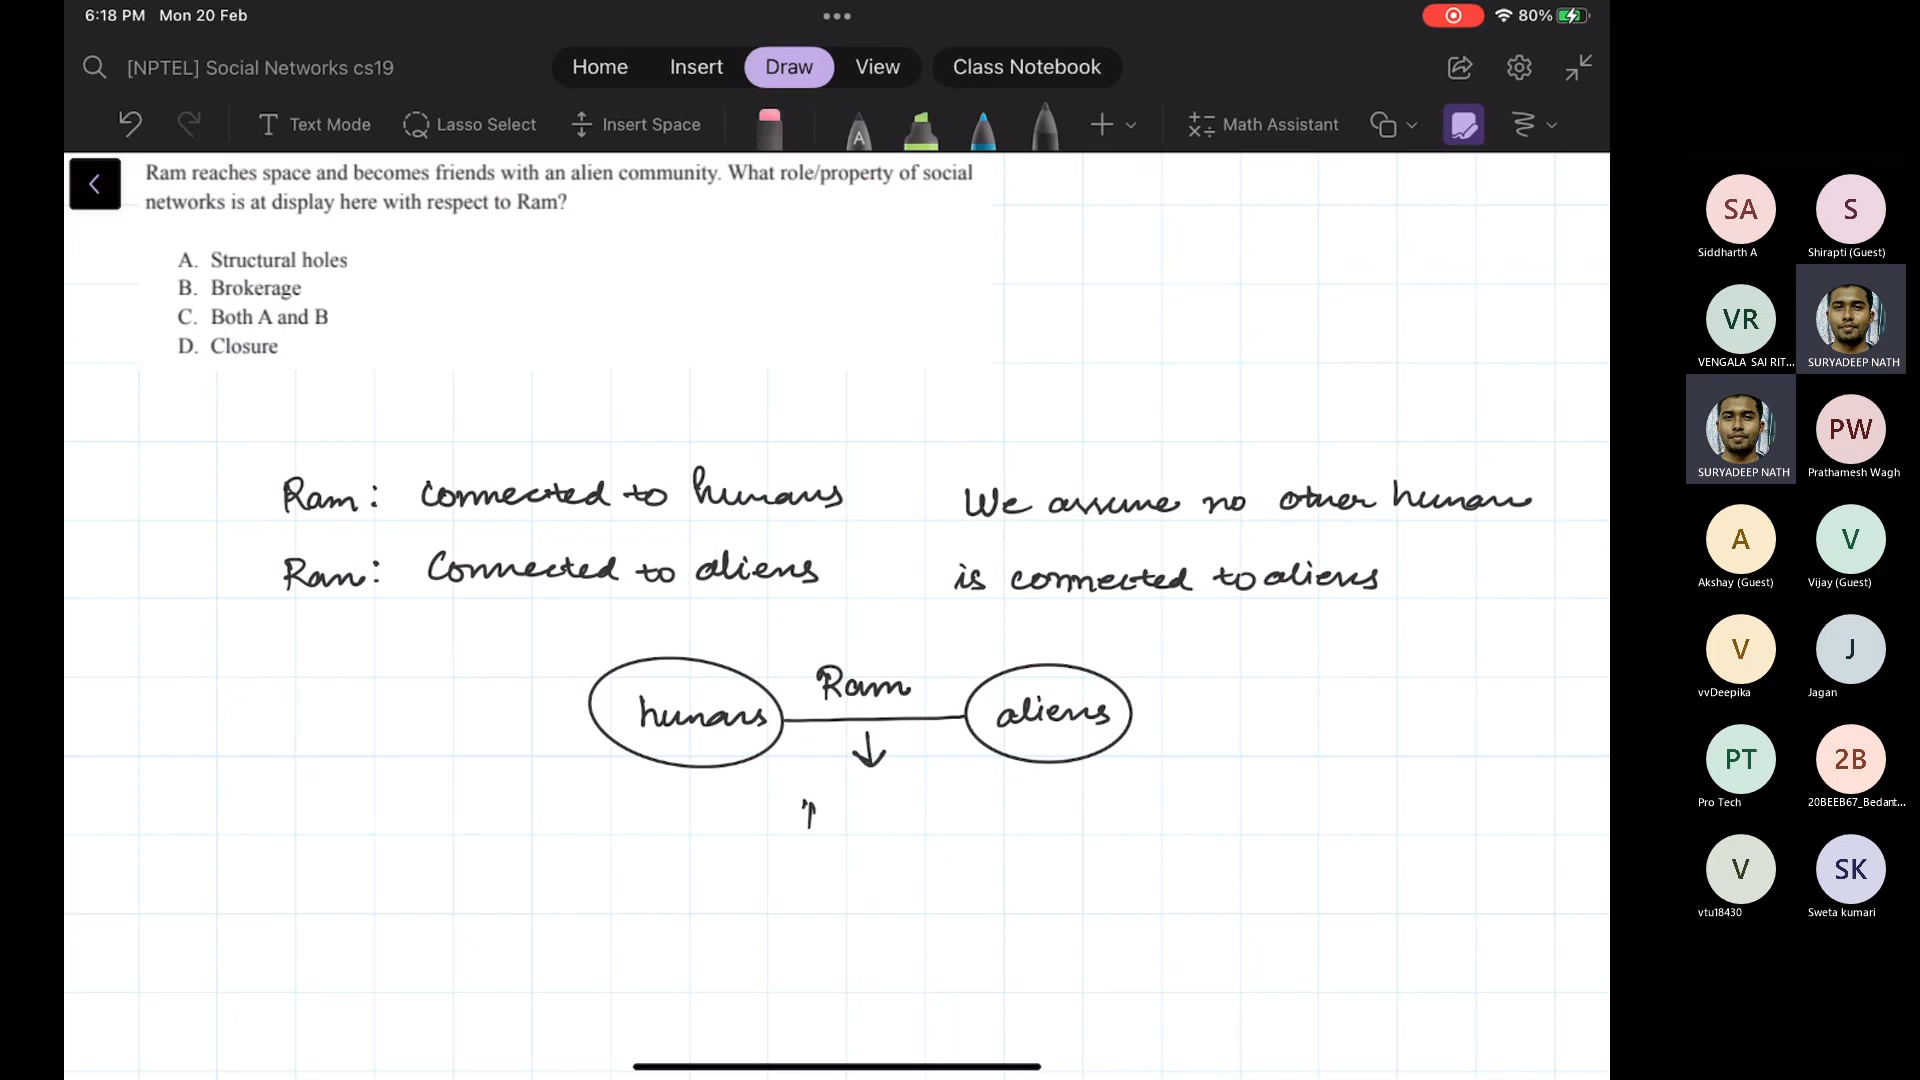 6:18 PM Mon 20 Feb
80%
[NPTEL] Social Networks cs19
Home Insert Draw View Class Notebook
Text Mode Lasso Select Insert Space A Math Assistant
Ram reaches space and becomes friends with an alien community. What role/property of social
networks is at display here with respect to Ram?
A. Structural holes
B. Brokerage
C. Both A and B
D. Closure
Ram: connected to humans
Ram: Connected to aliens
We assume no other human
is connected to aliens
humans Ram aliens
SA S
Siddharth A Shirapti (Guest)
VR
VENGALA SAI RIT... SURYADEEP NATH
PW
SURYADEEP NATH Prathamesh Wagh
A V
Akshay (Guest) Vijay (Guest)
V J
vvDeepika Jagan
PT 2B
Pro Tech 20BEEB67_Bedant...
V SK
vtu18430 Sweta kumari